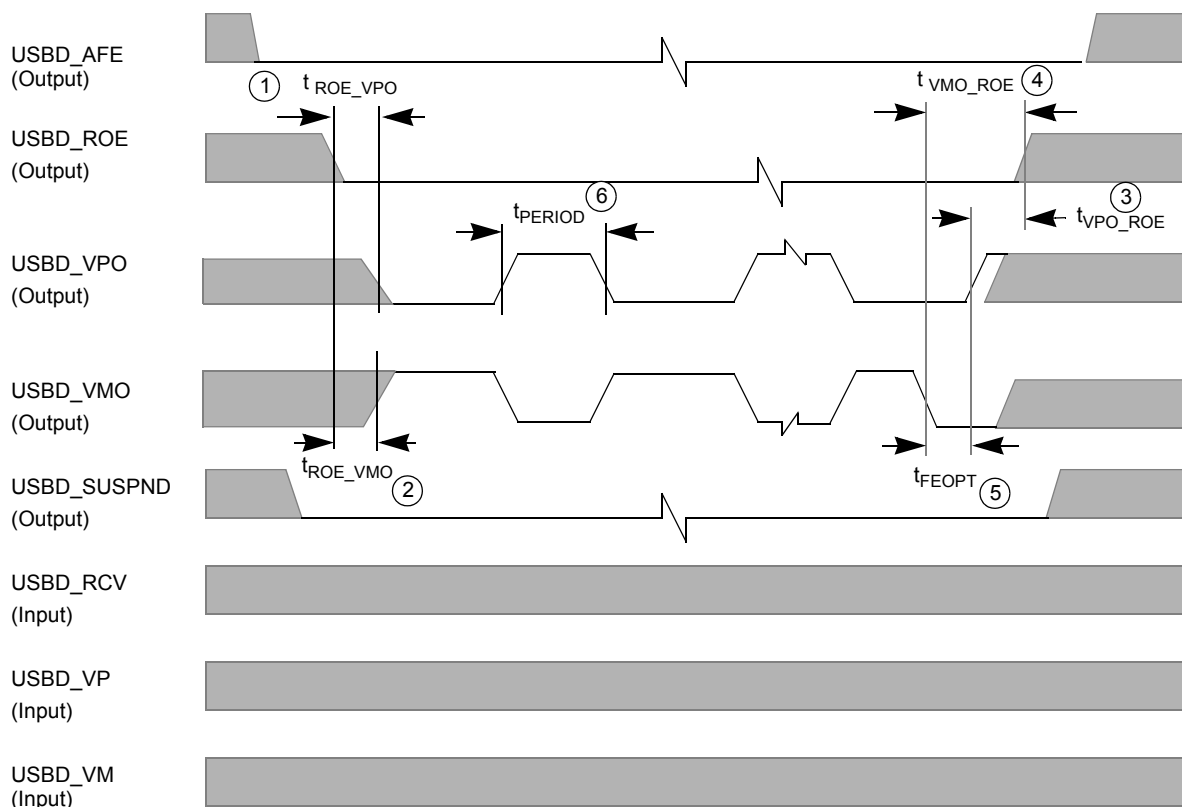 USBD_AFE
(Output)
1
t ROE_VPO
t VMO_ROE
4
USBD_ROE
(Output)
6
tPERIOD
3
tVPO_ROE
USBD_VPO
(Output)
USBD_VMO
(Output)
tROE_VMO
2
tFEOPT
5
USBD_SUSPND
(Output)
USBD_RCV
(Input)
USBD_VP
(Input)
USBD_VM
(Input)